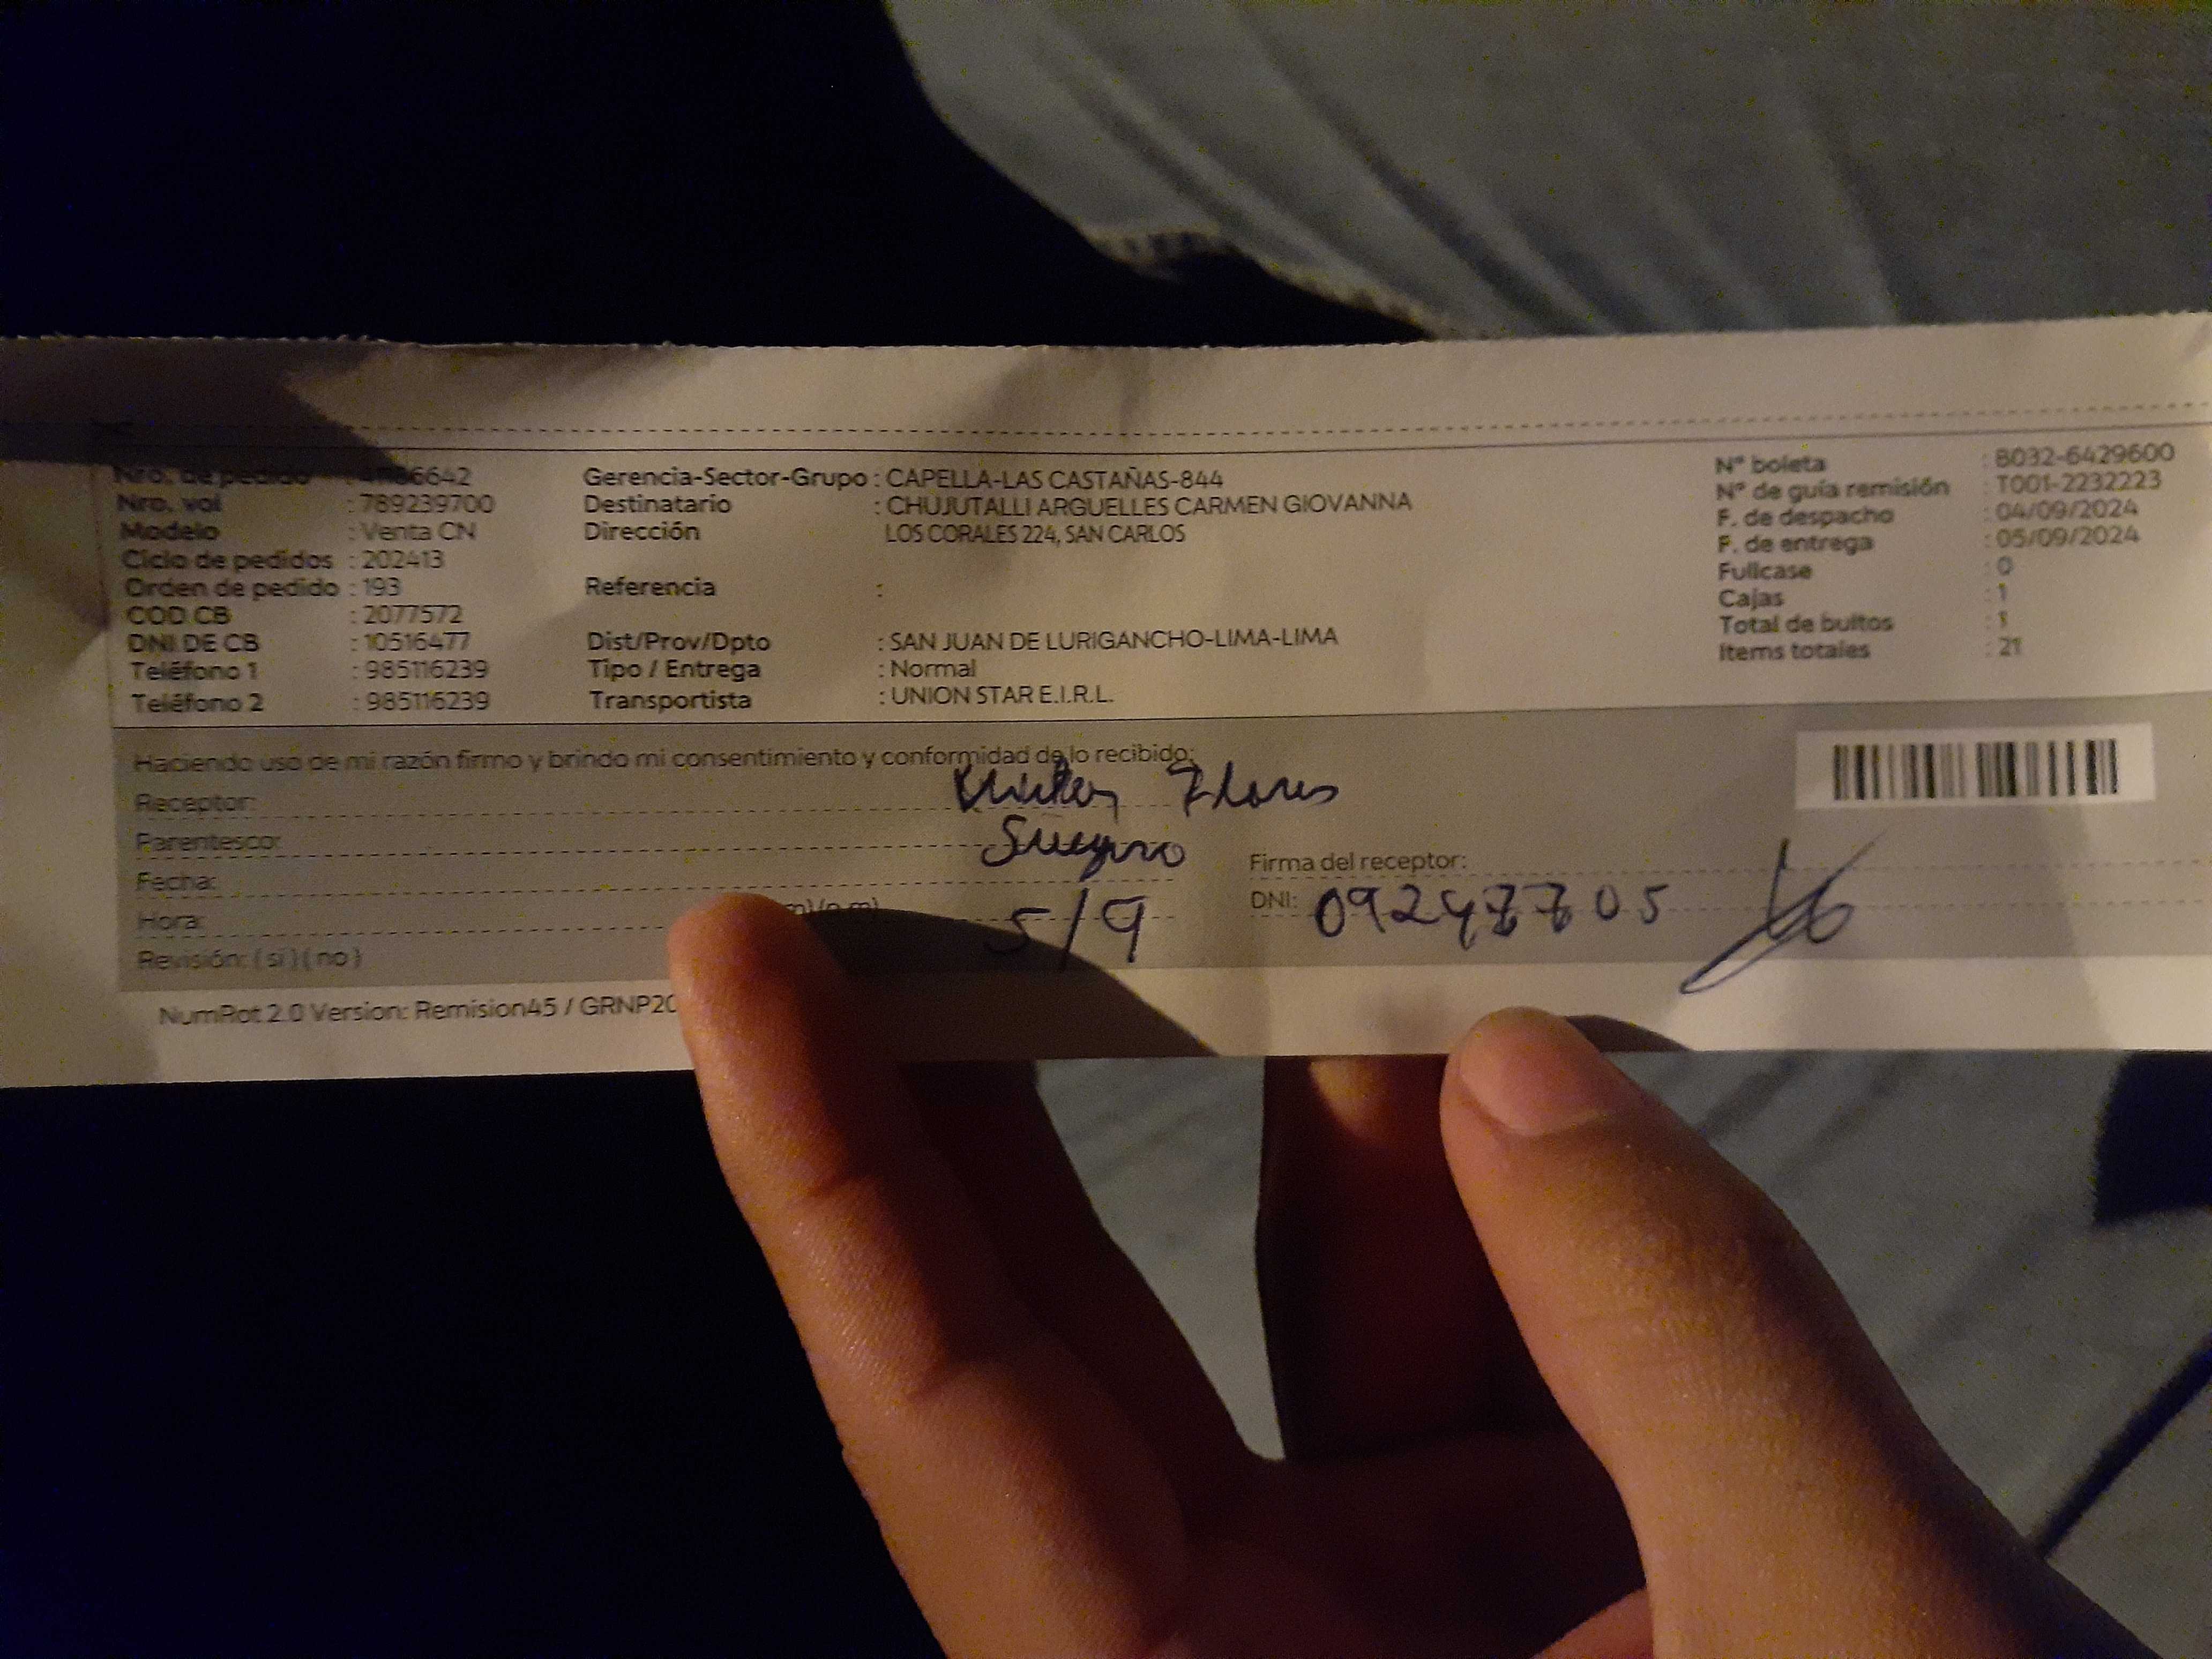 Nro. de pedido
Gerencia-Sector-Grupo : CAPELLA-LAS CASTAÑAS-844
N° boleta : B032-6429600
Nro. vol : 789239700
Destinatario : CHUJUTALLI ARGUELLES CARMEN GIOVANNA
N° de guía remisión : T001-2232223
Modelo : Venta CN
Dirección LOS CORALES 224, SAN CARLOS
F. de despacho : 04/09/2024
Ciclo de pedidos : 202413
F. de entrega : 05/09/2024
Orden de pedido : 193
Referencia :
Fullcase : 0
COD CB : 2077572
Cajas : 1
DNI DE CB : 10516477
Dist/Prov/Dpto : SAN JUAN DE LURIGANCHO-LIMA-LIMA
Total de bultos : 1
Teléfono 1 : 985116239
Tipo / Entrega : Normal
Items totales : 21
Teléfono 2 : 985116239
Transportista : UNION STAR E.I.R.L.
Haciendo uso de mi razón firmo y brindo mi consentimiento y conformidad de lo recibido:
Receptor: Flores
Parentesco: Suegro
Firma del receptor:
Fecha: 5/9
DNI:
Hora:
Revisión: ( si ) ( no )
NumRot 2.0 Version: Remision45 / GRNP20